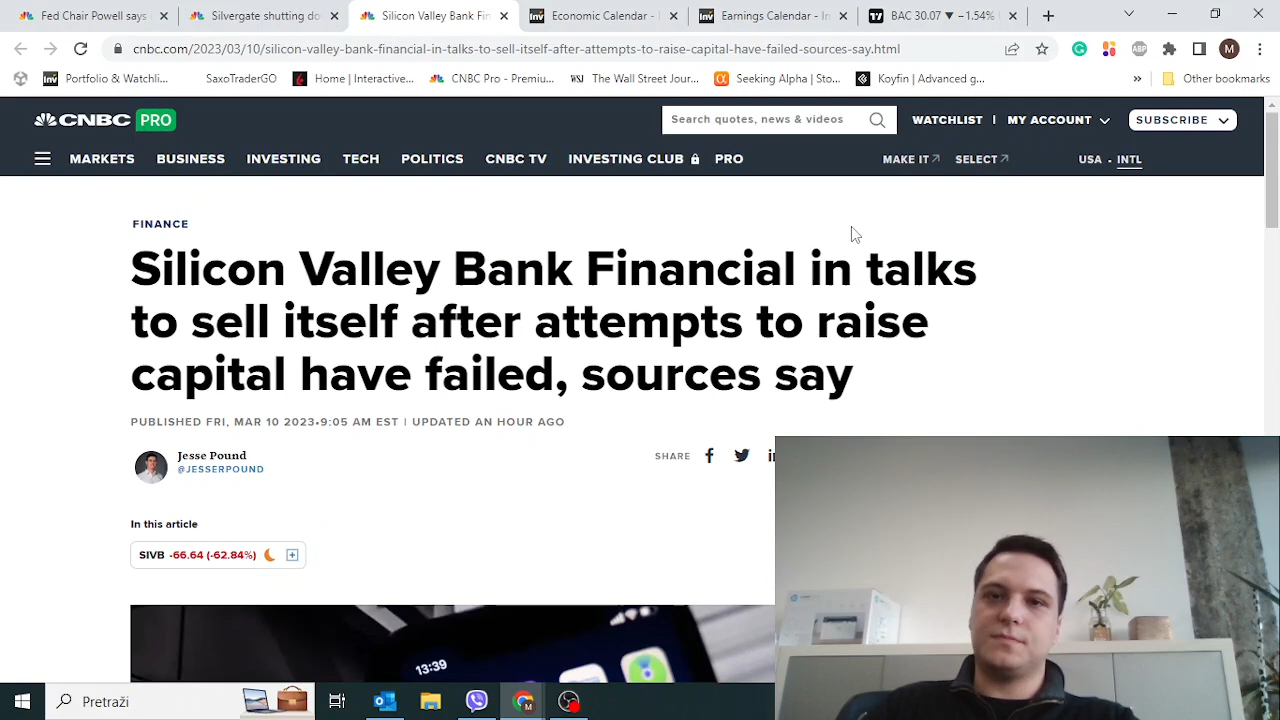 Fed Chair Powell says
Silvergate shutting do
Silicon Valley Bank Fin
Economic Calendar - I
Earnings Calendar - In
BAC 30.07 ▼ −1.54%
cnbc.com/2023/03/10/silicon-valley-bank-financial-in-talks-to-sell-itself-after-attempts-to-raise-capital-have-failed-sources-say.html
ABP
M
Inv Portfolio & Watchli...
SaxoTraderGO
Home | Interactive...
CNBC Pro - Premiu...
WSJ The Wall Street Jour...
Seeking Alpha | Sto...
Koyfin | Advanced g...
»
Other bookmarks
CNBC PRO
Search quotes, news & videos
WATCHLIST | MY ACCOUNT
SUBSCRIBE
MARKETS BUSINESS INVESTING TECH POLITICS CNBC TV INVESTING CLUB PRO
MAKE IT SELECT USA • INTL
FINANCE
Silicon Valley Bank Financial in talks
to sell itself after attempts to raise
capital have failed, sources say
PUBLISHED FRI, MAR 10 2023•9:05 AM EST | UPDATED AN HOUR AGO
Jesse Pound
@JESSERPOUND
SHARE
In this article
SIVB -66.64 (-62.84%)
13:39
hp
Pretraži